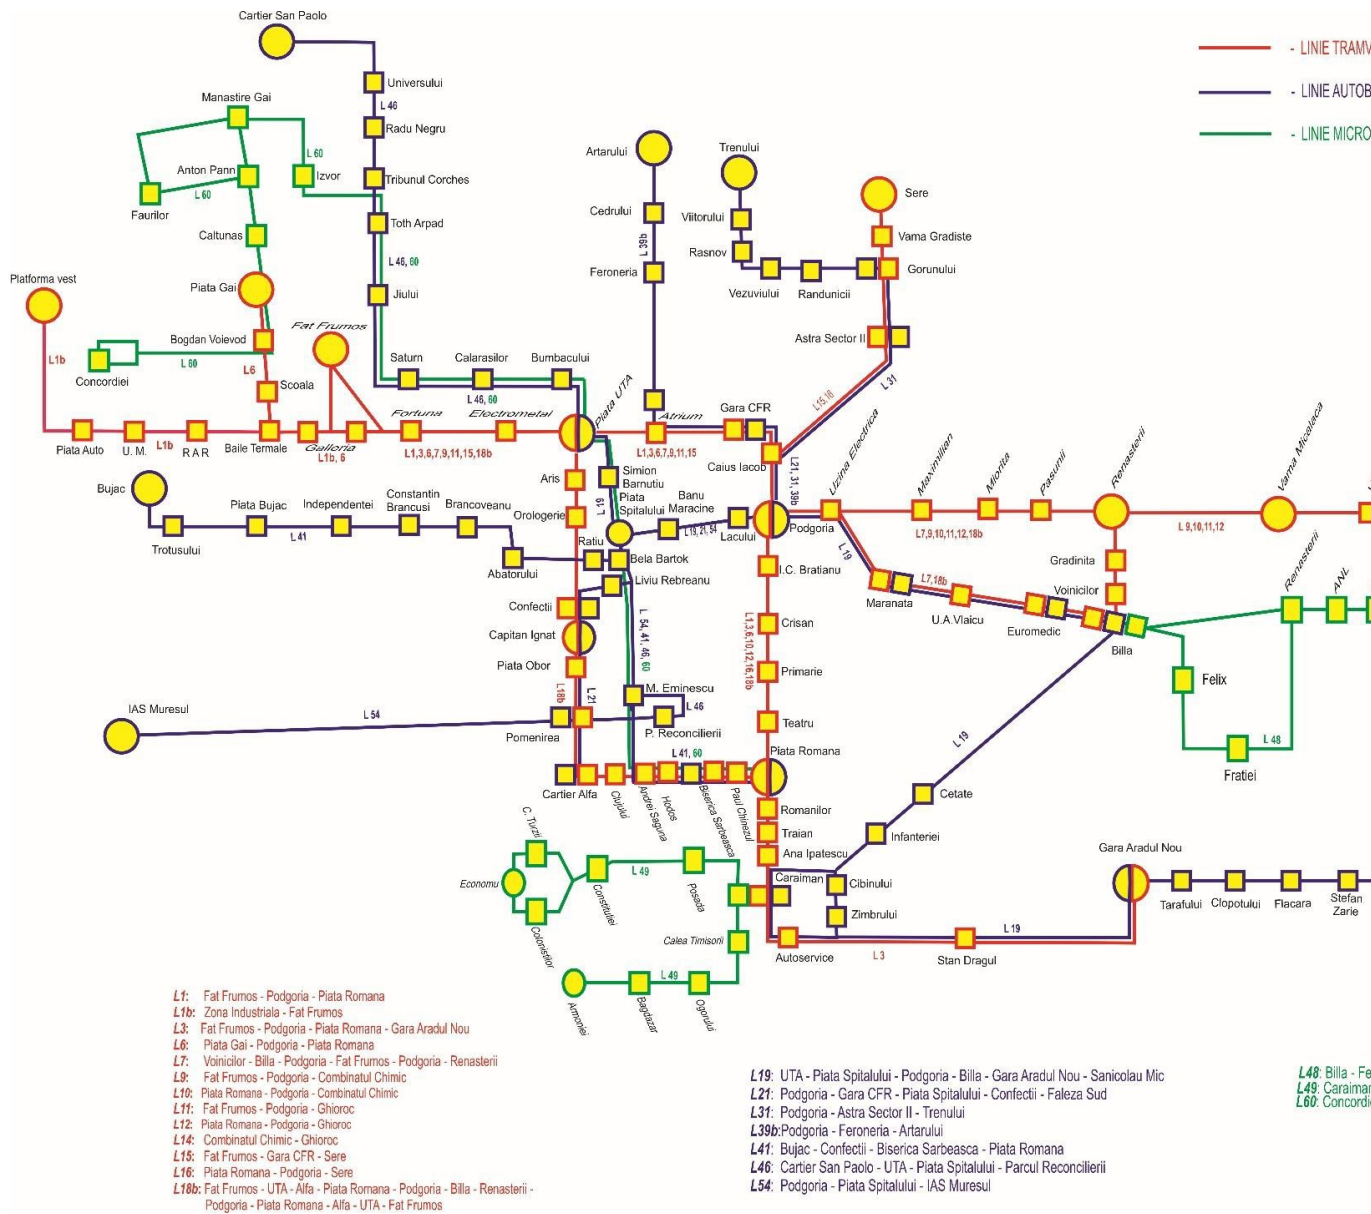 Cartier San Paolo
- LINIE TRAMV
- LINIE AUTOB
- LINIE MICRO
Universului
L 46
Radu Negru
Manastire Gai
L 60
Anton Pann
Izvor
Tribunul Corches
L 60
Faurilor
Toth Arpad
Caltunas
L 46, 60
Artarului
Trenului
Sere
Cedrului
Viitorului
Vama Gradiste
L 39b
Rasnov
Feroneria
Gorunului
Vezuviului
Randunicii
Platforma vest
Piata Gai
Jiului
Fat Frumos
Bogdan Voievod
Astra Sector II
L1b
L 60
L6
Concordiei
Scoala
Saturn
Calarasilor
Bumbacului
L 46, 60
L 31
L15,16
Fortuna
Electrometal
Piata UTA
Atrium
Gara CFR
Piata Auto
U. M.
L1b
R A R
Baile Termale
Galleria
L1b, 6
L1,3,6,7,9,11,15,18b
L1,3,6,7,9,11,15
Caius Iacob
L21, 31, 39b
Uzina Electrica
Maximilian
Miorita
Pasunii
Renasterii
Vama Micalaca
V
Bujac
Aris
Simion
Barnutiu
Piata
Spitalului
L 19
Banu
Maracine
Piata Bujac
Independentei
Constantin
Brancusi
Brancoveanu
Orologerie
Trotusului
L 41
Abatorului
Ratiu
L 19, 21, 54
Lacului
Podgoria
L7,9,10,11,12,18b
L 9,10,11,12
L 19
Bela Bartok
Liviu Rebreanu
I.C. Bratianu
Maranata
L7,18b
U.A.Vlaicu
Euromedic
Gradinita
Voinicilor
Billa
Renasterii
ANL
Confectii
Capitan Ignat
L 54, 41, 46, 60
Crisan
L1,3,6,10,12,16,18b
Piata Obor
Primarie
L18b
L 21
M. Eminescu
L 46
P. Reconcilierii
Felix
IAS Muresul
L 54
Pomenirea
Teatru
Piata Romana
L 19
L 48
Fratiei
L 41, 60
Cartier Alfa
Clujului
Andrei Saguna
Hodos
Biserica Sarbeasca
Paul Chinezul
Romanilor
Cetate
Traian
Infanteriei
Ana Ipatescu
Gara Aradul Nou
C. Turzii
L 49
Economu
Constitutiei
Posada
Caraiman
Cibinului
Colonistilor
Zimbrului
Tarafului
Clopotului
Flacara
Stefan
Zarie
Calea Timisorii
Autoservice
L 19
L 3
Stan Dragul
L 49
Armoniei
Bagdazar
Ogorului
L1: Fat Frumos - Podgoria - Piata Romana
L1b: Zona Industriala - Fat Frumos
L3: Fat Frumos - Podgoria - Piata Romana - Gara Aradul Nou
L6: Piata Gai - Podgoria - Piata Romana
L7: Voinicilor - Billa - Podgoria - Fat Frumos - Podgoria - Renasterii
L9: Fat Frumos - Podgoria - Combinatul Chimic
L10: Piata Romana - Podgoria - Combinatul Chimic
L11: Fat Frumos - Podgoria - Ghioroc
L12: Piata Romana - Podgoria - Ghioroc
L14: Combinatul Chimic - Ghioroc
L15: Fat Frumos - Gara CFR - Sere
L16: Piata Romana - Podgoria - Sere
L18b: Fat Frumos - UTA - Alfa - Piata Romana - Podgoria - Billa - Renasterii -
Podgoria - Piata Romana - Alfa - UTA - Fat Frumos
L19: UTA - Piata Spitalului - Podgoria - Billa - Gara Aradul Nou - Sanicolau Mic
L21: Podgoria - Gara CFR - Piata Spitalului - Confectii - Faleza Sud
L31: Podgoria - Astra Sector II - Trenului
L39b: Podgoria - Feroneria - Artarului
L41: Bujac - Confectii - Biserica Sarbeasca - Piata Romana
L46: Cartier San Paolo - UTA - Piata Spitalului - Parcul Reconcilierii
L54: Podgoria - Piata Spitalului - IAS Muresul
L48: Billa - Fe
L49: Caraiman
L60: Concordi